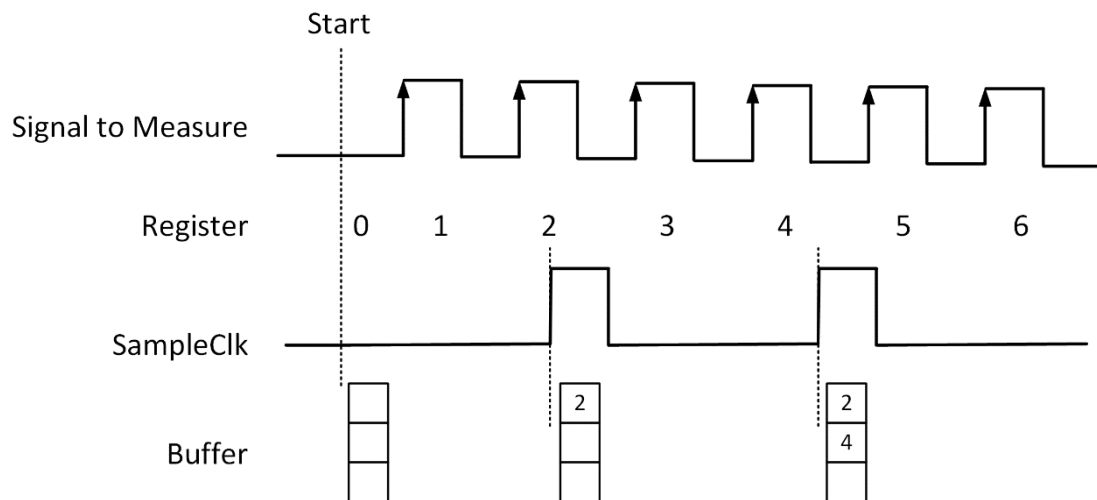 Start
Signal to Measure
Register 0 1 2 3 4 5 6
SampleClk
2 2
Buffer 4